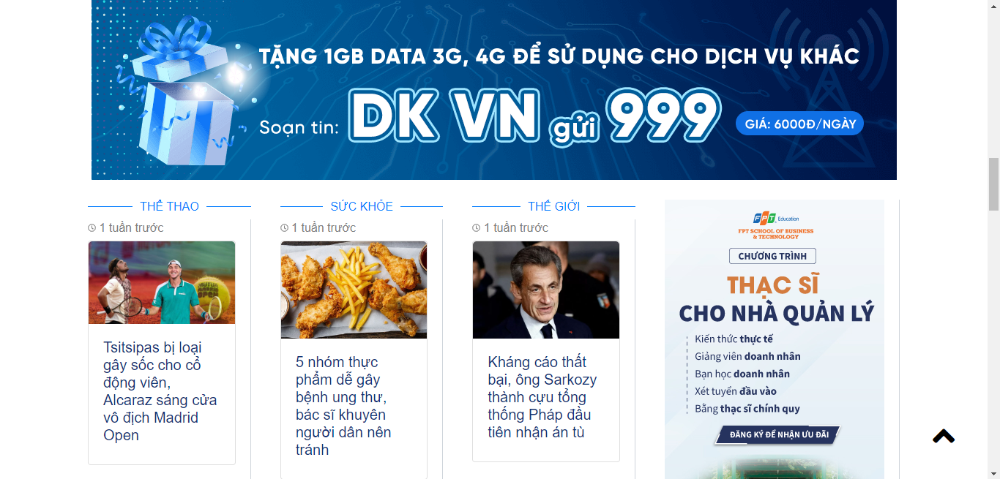 TẶNG 1GB DATA 3G, 4G ĐỂ SỬ DỤNG CHO DỊCH VỤ KHÁC
Soạn tin: DK VN gửi 999 GIÁ: 6000Đ/NGÀY
THỂ THAO
1 tuần trước
MUTUA
MADRID
OPEN
Tsitsipas bị loại
gây sốc cho cổ
động viên,
Alcaraz sáng cửa
vô địch Madrid
Open
SỨC KHỎE
1 tuần trước
5 nhóm thực
phẩm dễ gây
bệnh ung thư,
bác sĩ khuyên
người dân nên
tránh
THẾ GIỚI
1 tuần trước
Kháng cáo thất
bại, ông Sarkozy
thành cựu tổng
thống Pháp đầu
tiên nhận án tù
FPT Education
FPT SCHOOL OF BUSINESS
& TECHNOLOGY
CHƯƠNG TRÌNH
THẠC SĨ
CHO NHÀ QUẢN LÝ
Kiến thức thực tế
Giảng viên doanh nhân
Bạn học doanh nhân
Xét tuyển đầu vào
Bằng thạc sĩ chính quy
ĐĂNG KÝ ĐỂ NHẬN ƯU ĐÃI